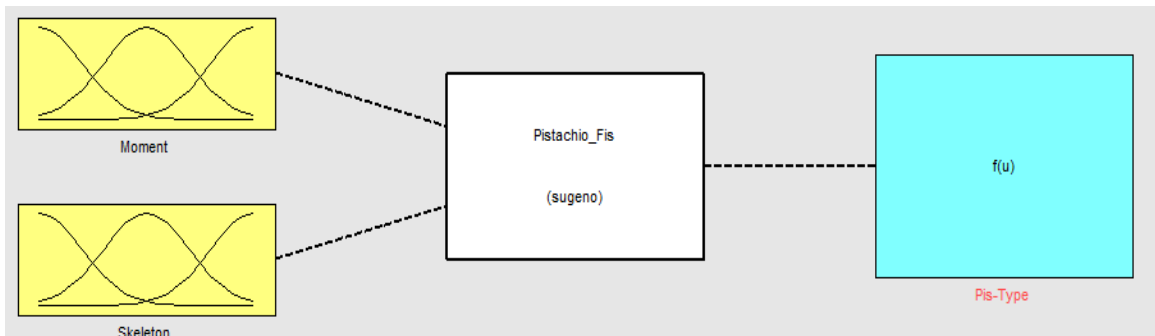 Moment
Pistachio_Fis
(sugeno)
f(u)
Pis-Type
Skeleton